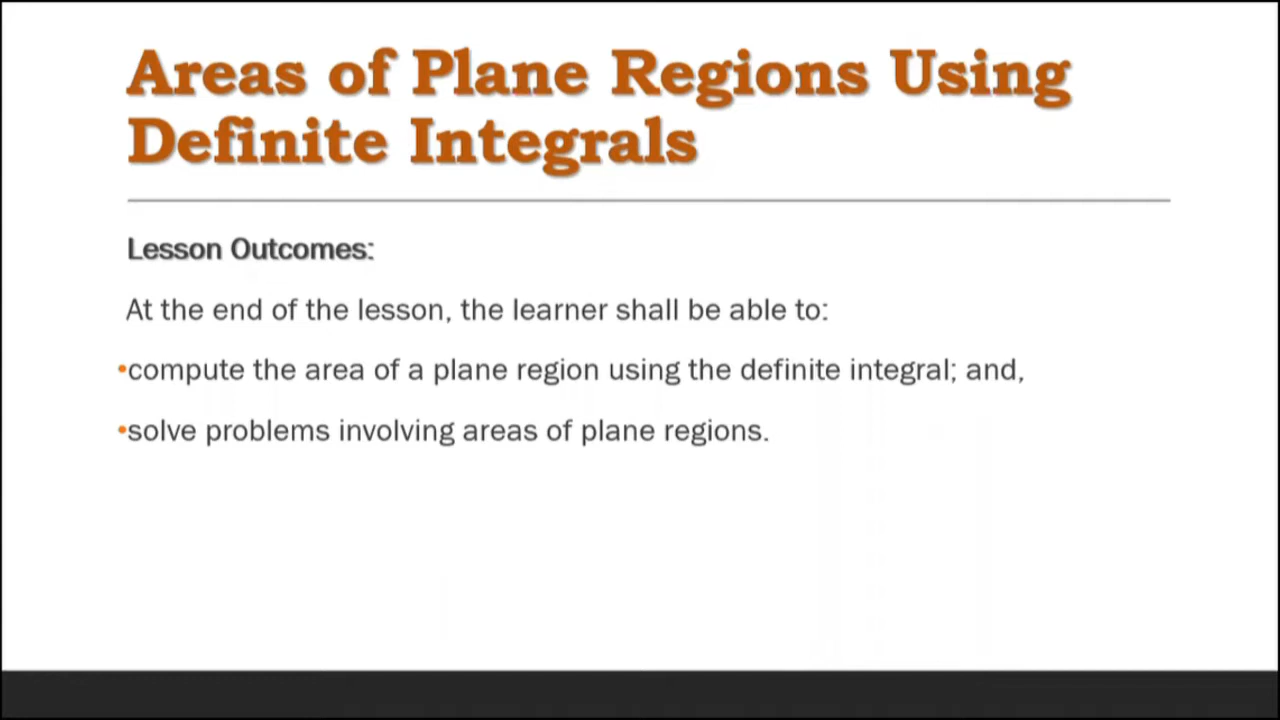 Areas of Plane Regions Using
Definite Integrals
Lesson Outcomes:
At the end of the lesson, the learner shall be able to:
•compute the area of a plane region using the definite integral; and,
•solve problems involving areas of plane regions.